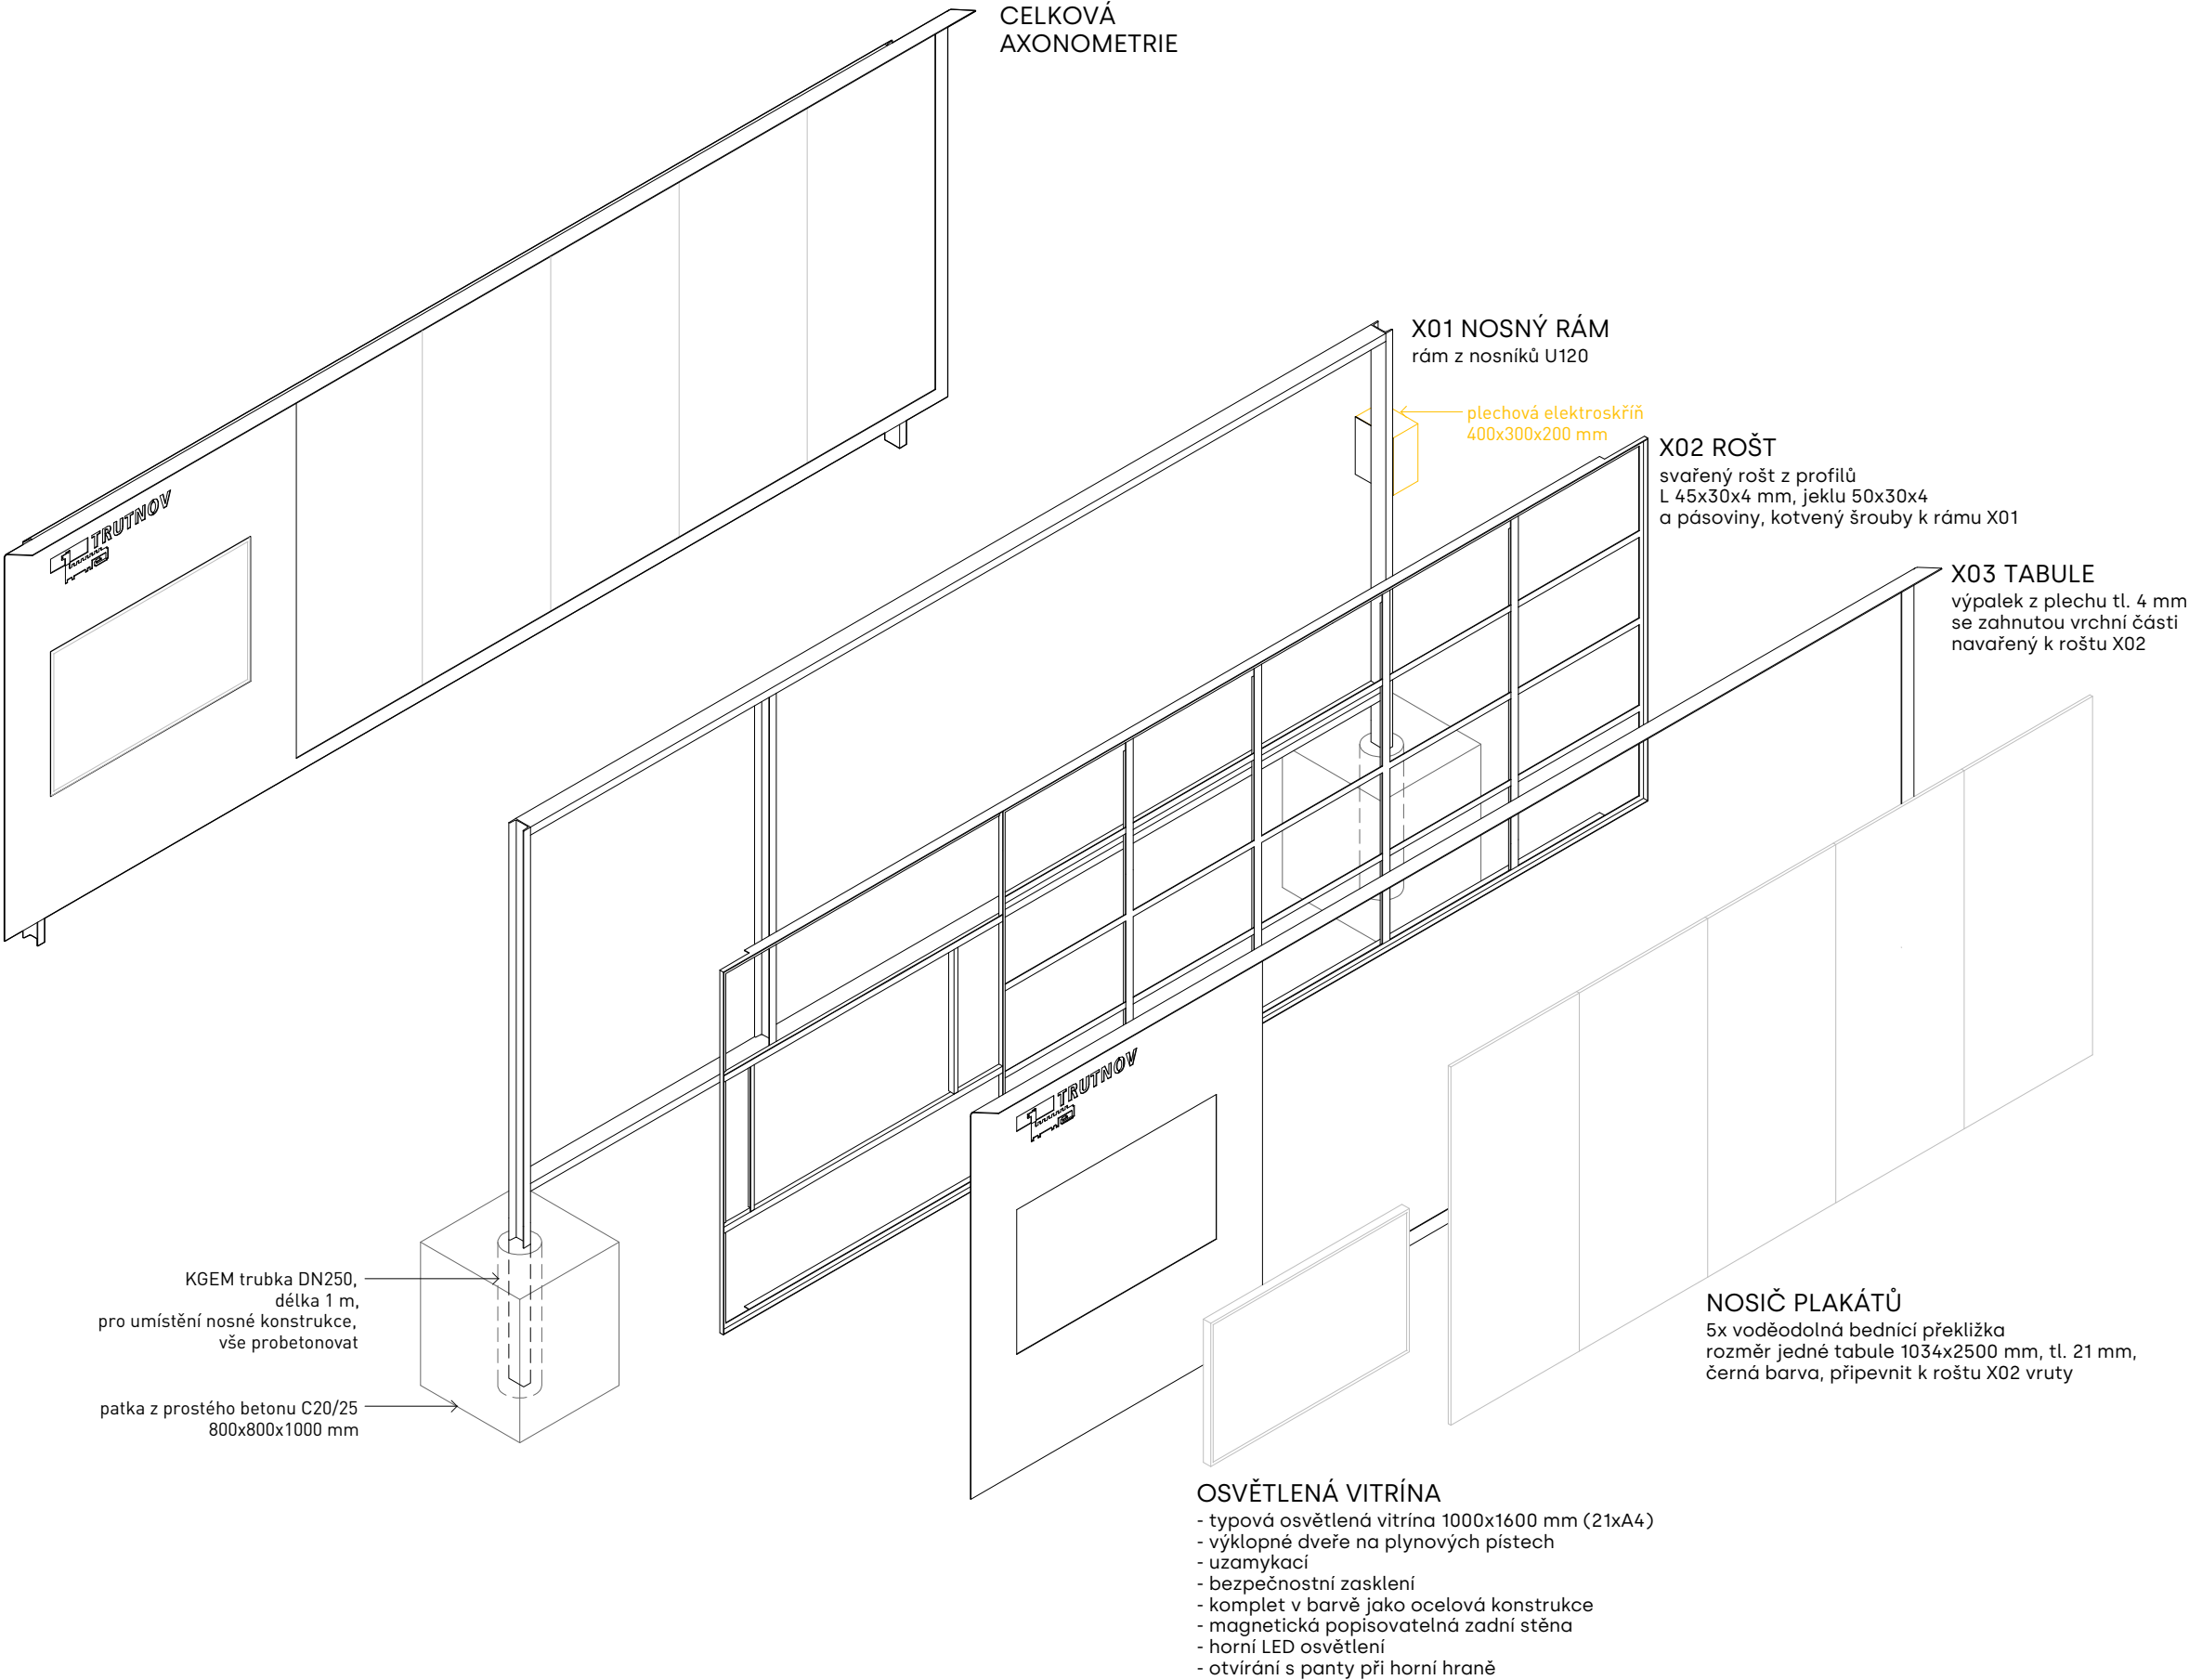 CELKOVÁ
AXONOMETRIE
TRUTNOV
X01 NOSNÝ RÁM
rám z nosníků U120
plechová elektroskříň
400x300x200 mm
X02 ROŠT
svařený rošt z profilů
L 45x30x4 mm, jeklu 50x30x4
a pásoviny, kotvený šrouby k rámu X01
X03 TABULE
výpalek z plechu tl. 4 mm
se zahnutou vrchní části
navařený k roštu X02
TRUTNOV
KGEM trubka DN250,
délka 1 m,
pro umístění nosné konstrukce,
vše probetonovat
patka z prostého betonu C20/25
800x800x1000 mm
NOSIČ PLAKÁTŮ
5x voděodolná bednící překližka
rozměr jedné tabule 1034x2500 mm, tl. 21 mm,
černá barva, připevnit k roštu X02 vruty
OSVĚTLENÁ VITRÍNA
- typová osvětlená vitrína 1000x1600 mm (21xA4)
- výklopné dveře na plynových pístech
- uzamykací
- bezpečnostní zasklení
- komplet v barvě jako ocelová konstrukce
- magnetická popisovatelná zadní stěna
- horní LED osvětlení
- otvírání s panty při horní hraně